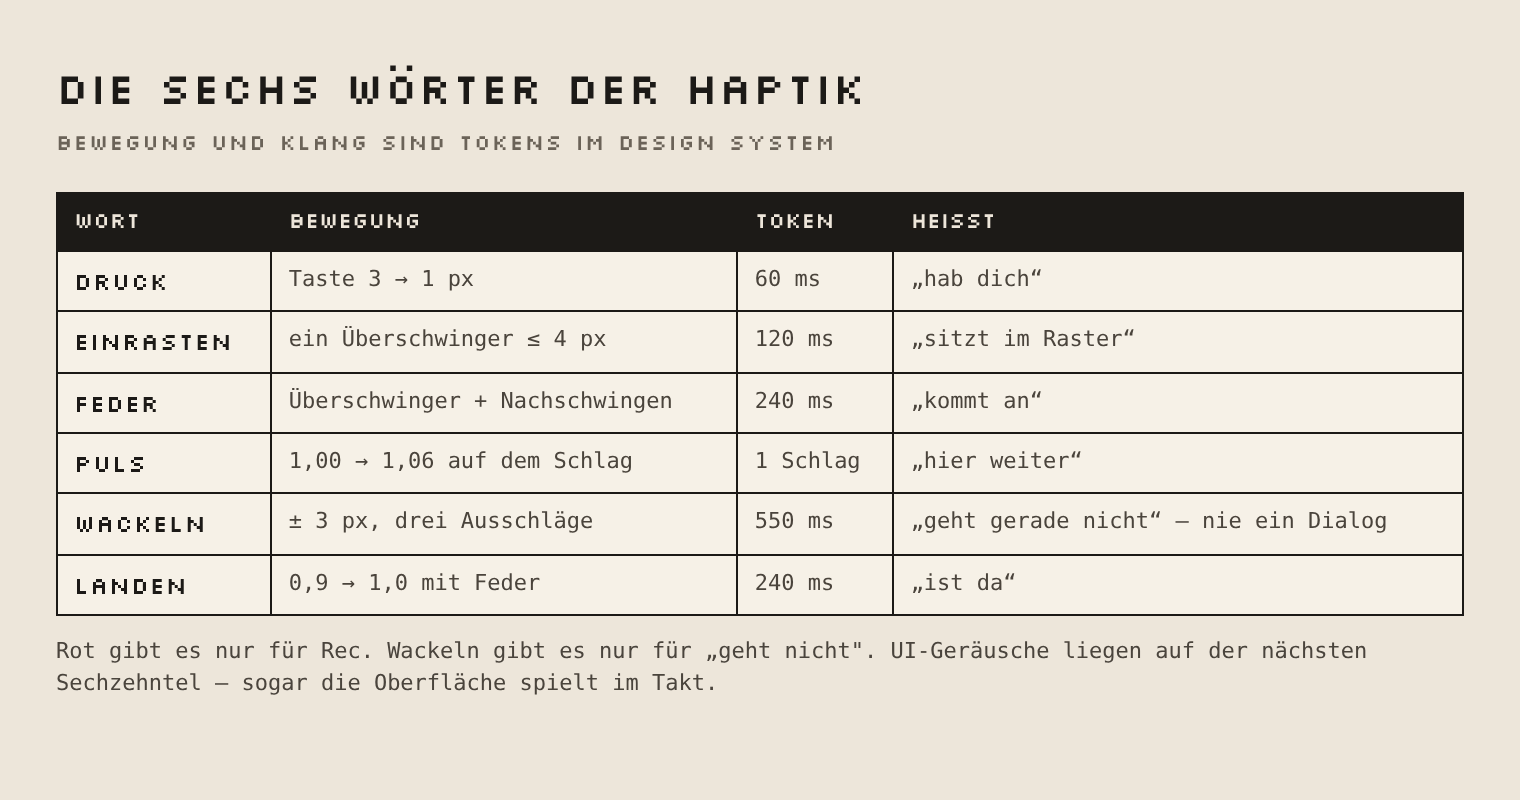 DIE SECHS WÖRTER DER HAPTIK
BEWEGUNG UND KLANG SIND TOKENS IM DESIGN SYSTEM
WORT BEWEGUNG TOKEN HEISST
DRUCK Taste 3 → 1 px 60 ms „hab dich“
EINRASTEN ein Überschwinger ≤ 4 px 120 ms „sitzt im Raster“
FEDER Überschwinger + Nachschwingen 240 ms „kommt an“
PULS 1,00 → 1,06 auf dem Schlag 1 Schlag „hier weiter“
WACKELN ± 3 px, drei Ausschläge 550 ms „geht gerade nicht“ – nie ein Dialog
LANDEN 0,9 → 1,0 mit Feder 240 ms „ist da“
Rot gibt es nur für Rec. Wackeln gibt es nur für „geht nicht". UI-Geräusche liegen auf der nächsten
Sechzehntel – sogar die Oberfläche spielt im Takt.